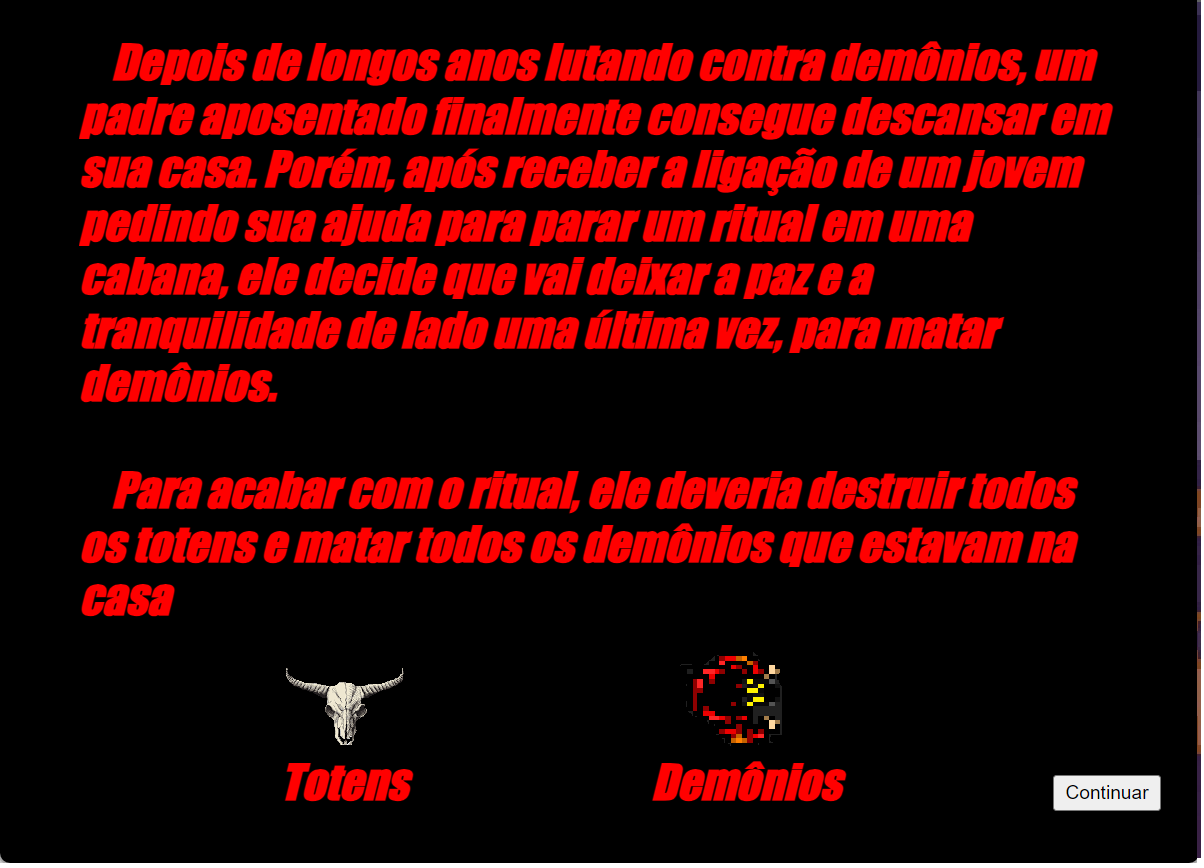 Depois de longos anos lutando contra demônios, um
padre aposentado finalmente consegue descansar em
sua casa. Porém, após receber a ligação de um jovem
pedindo sua ajuda para parar um ritual em uma
cabana, ele decide que vai deixar a paz e a
tranquilidade de lado uma última vez, para matar
demônios.
Para acabar com o ritual, ele deveria destruir todos
os totens e matar todos os demônios que estavam na
casa
Totens
Demônios
Continuar